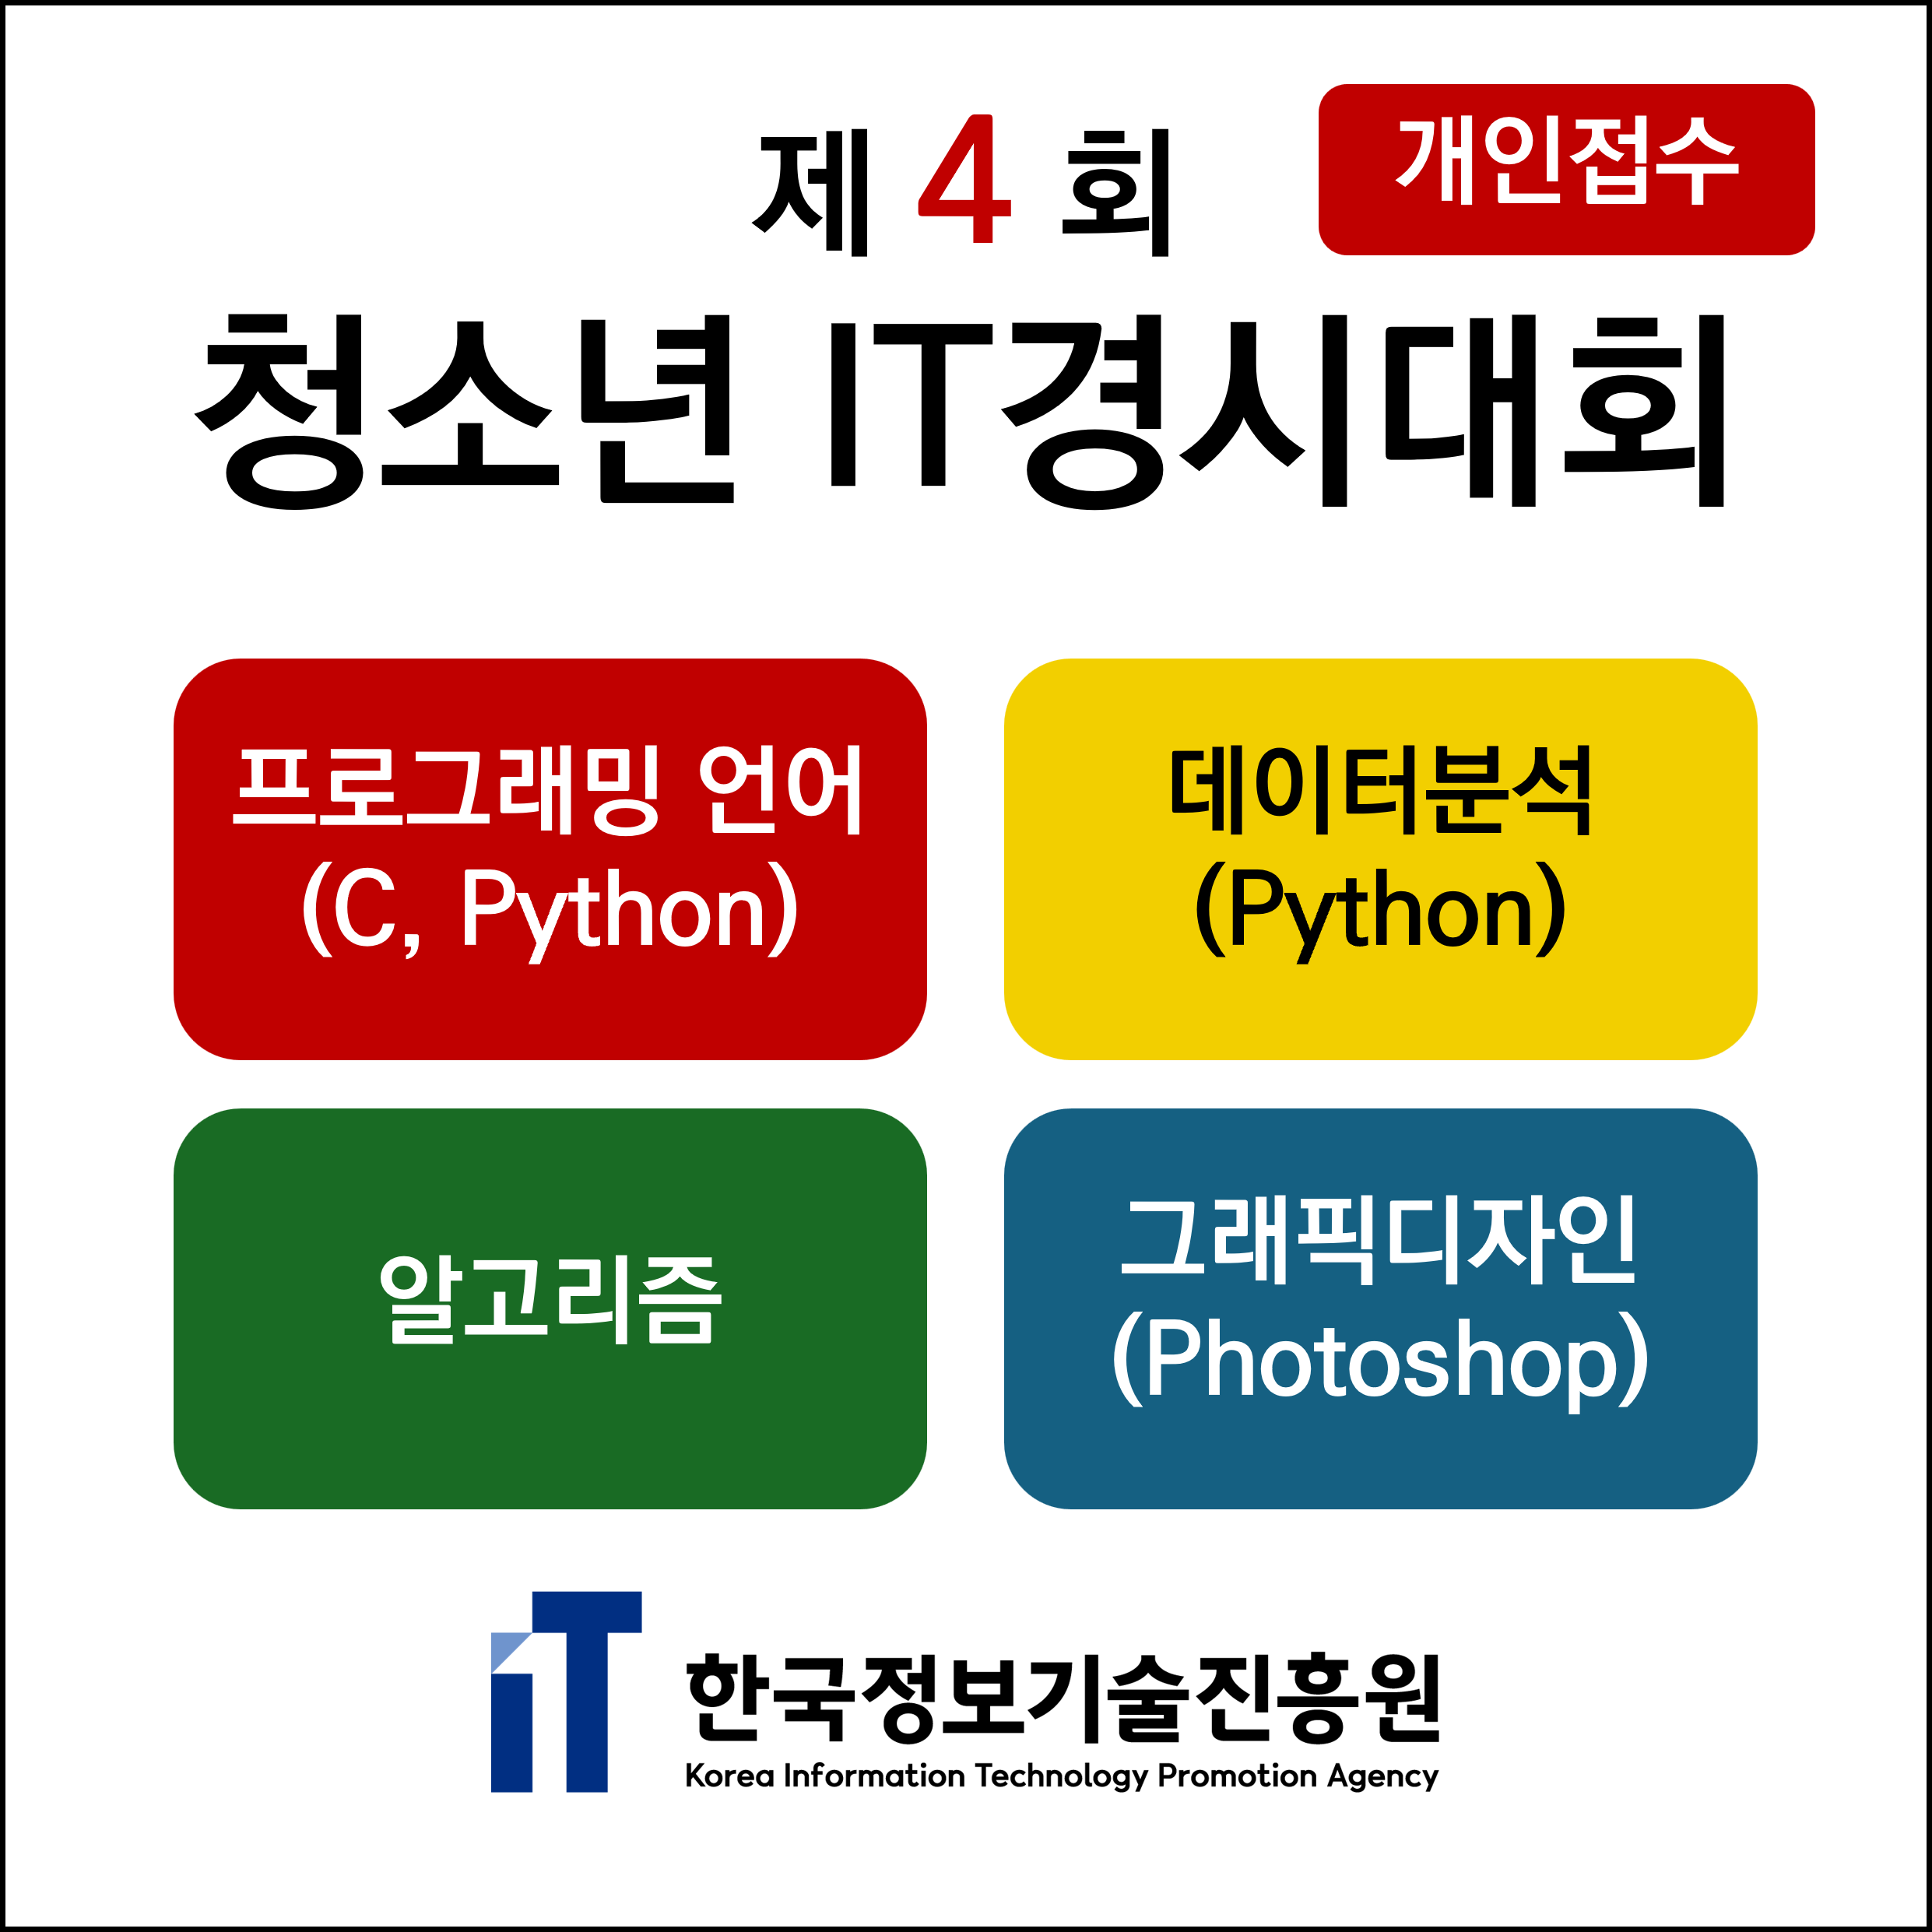 개인접수
제 4 회
청소년 IT경시대회
프로그래밍 언어
(C, Python)
데이터분석
(Python)
알고리즘
그래픽디자인
(Photoshop)
iT
한국정보기술진흥원
Korea Information Technology Promotion Agency